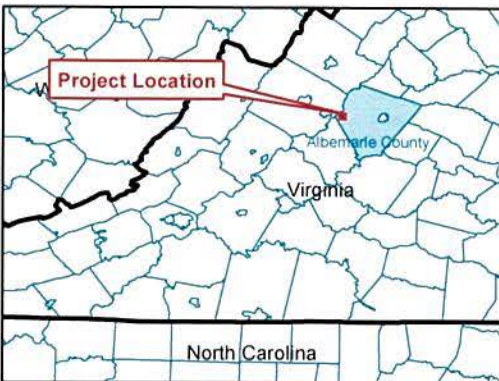 Project Location
W
Albemarle County
Virginia
North Carolina